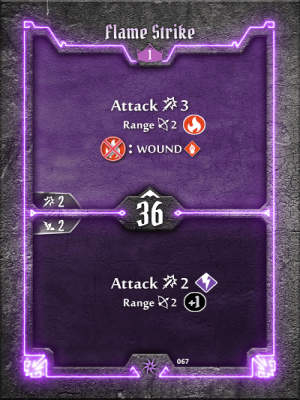 Flame Strike
1
Attack 3
Range 2
: WOUND
2
36
2
Attack 2
Range 2 +1
067